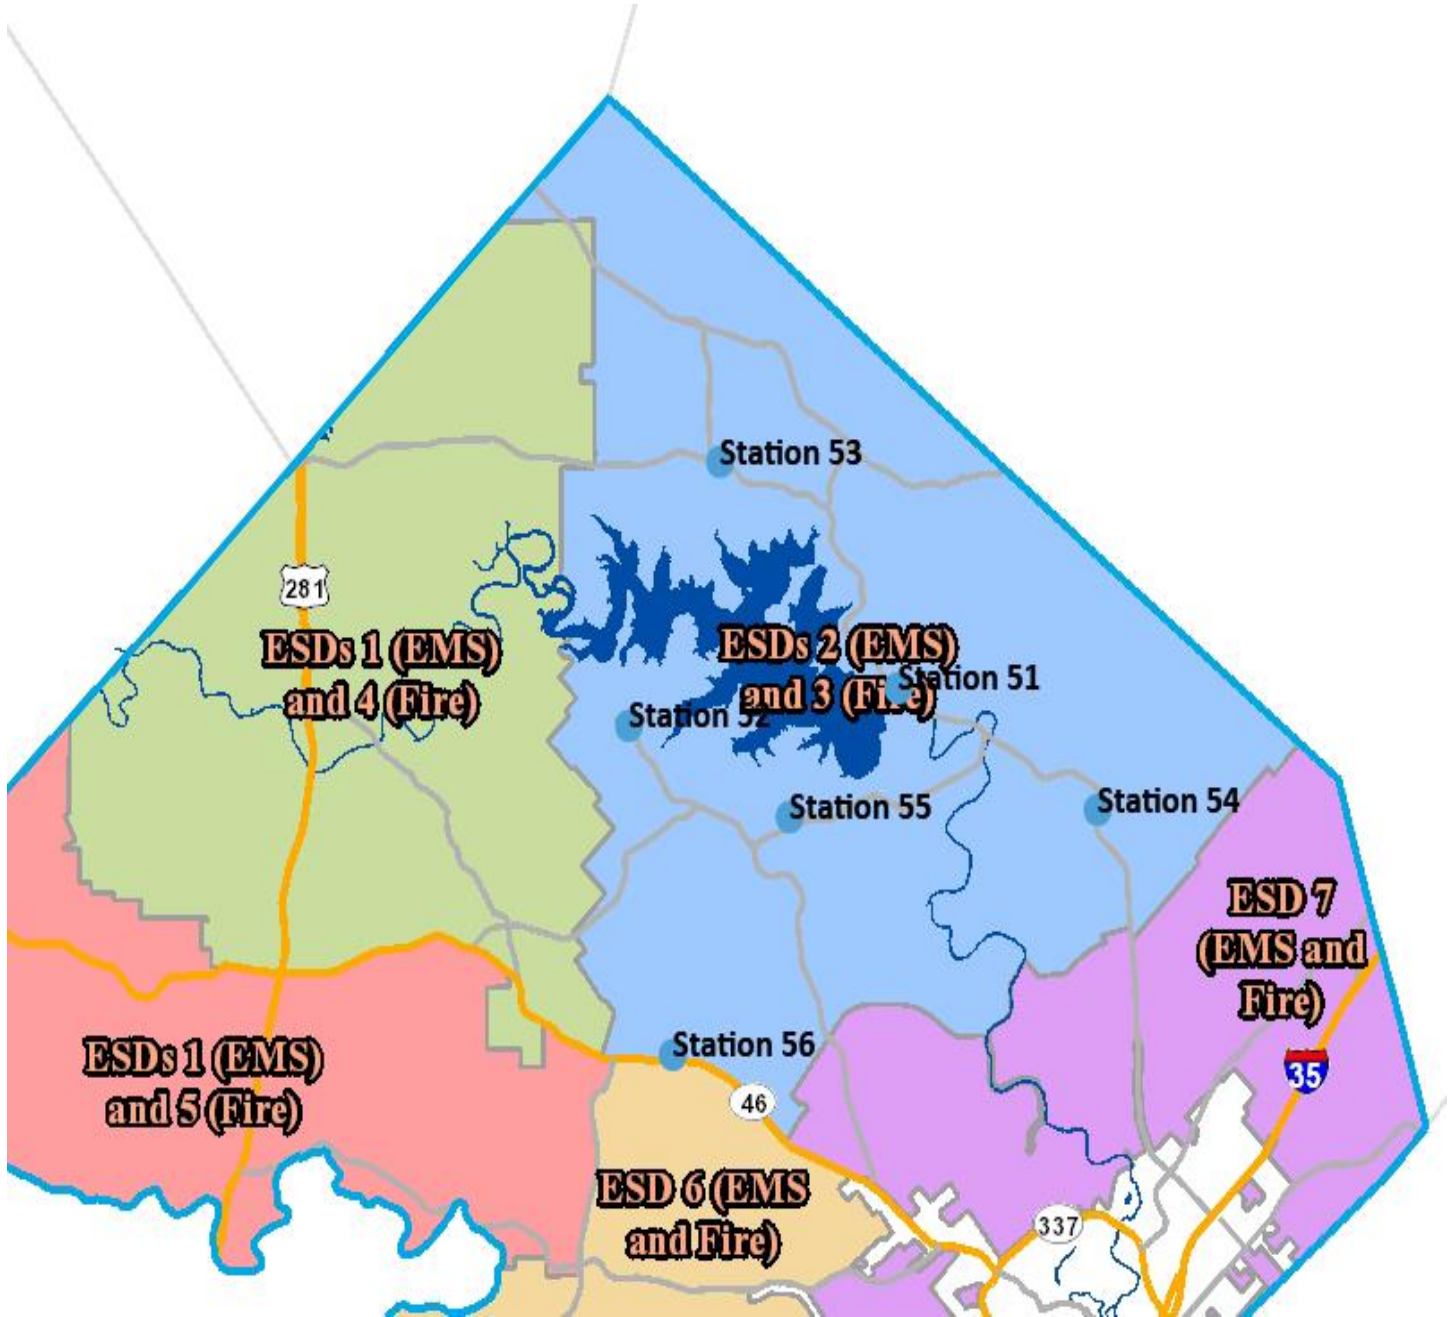 Station 53
281
ESDs 1 (EMS)
and 4 (Fire)
ESDs 2 (EMS)
and 3 (Fire)
Station 51
Station 52
Station 55
Station 54
ESD 7
(EMS and
Fire)
Station 56
ESDs 1 (EMS)
and 5 (Fire)
35
46
ESD 6 (EMS
and Fire)
337